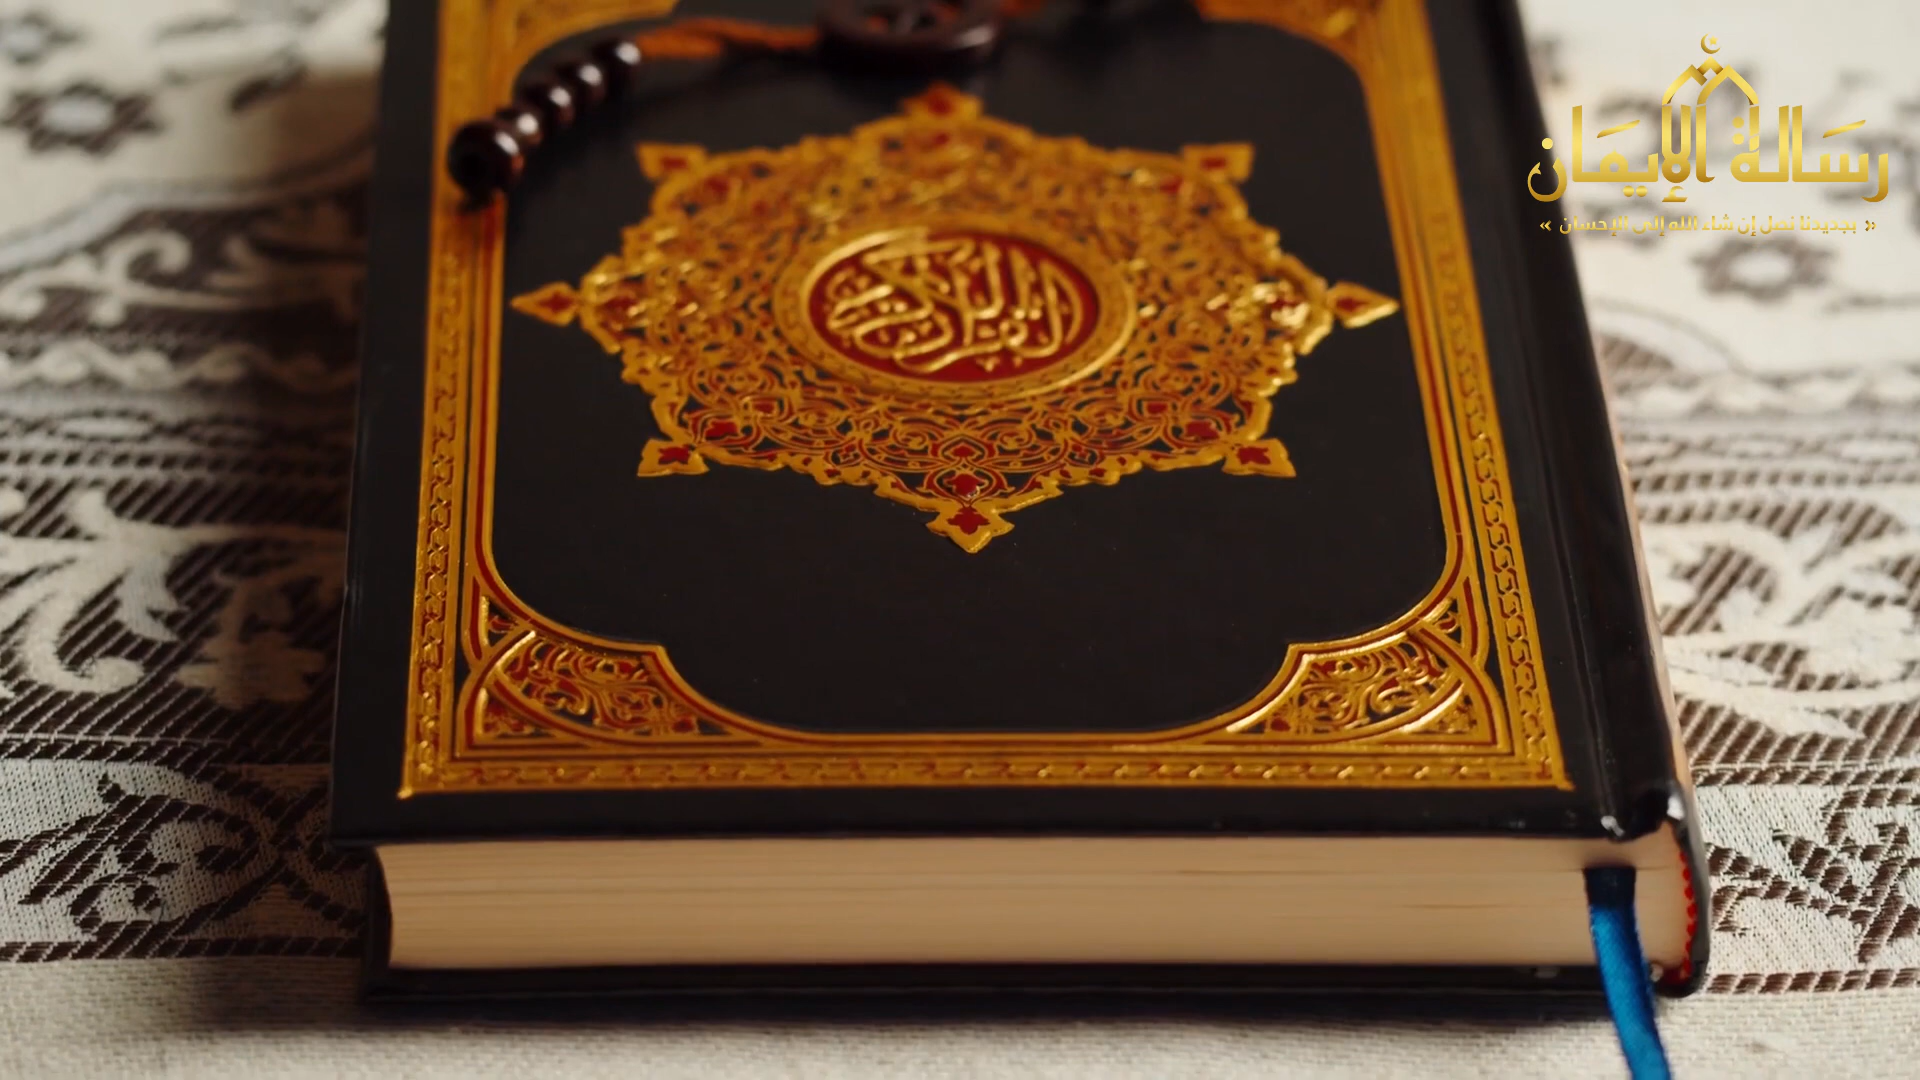 رسالة الإيمان
« بجديدنا نصل إن شاء الله إلى الإحسان »
القرآن الكريم